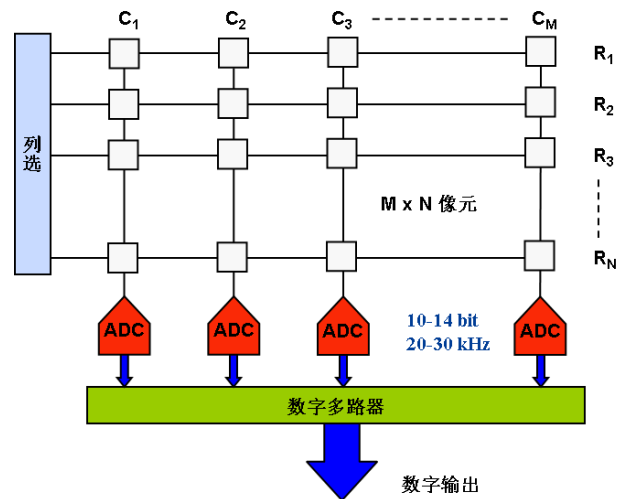 C1 C2 C3 CM
R1
R2
列选
R3
M x N 像元
RN
ADC ADC ADC ADC
10-14 bit
20-30 kHz
数字多路器
数字输出